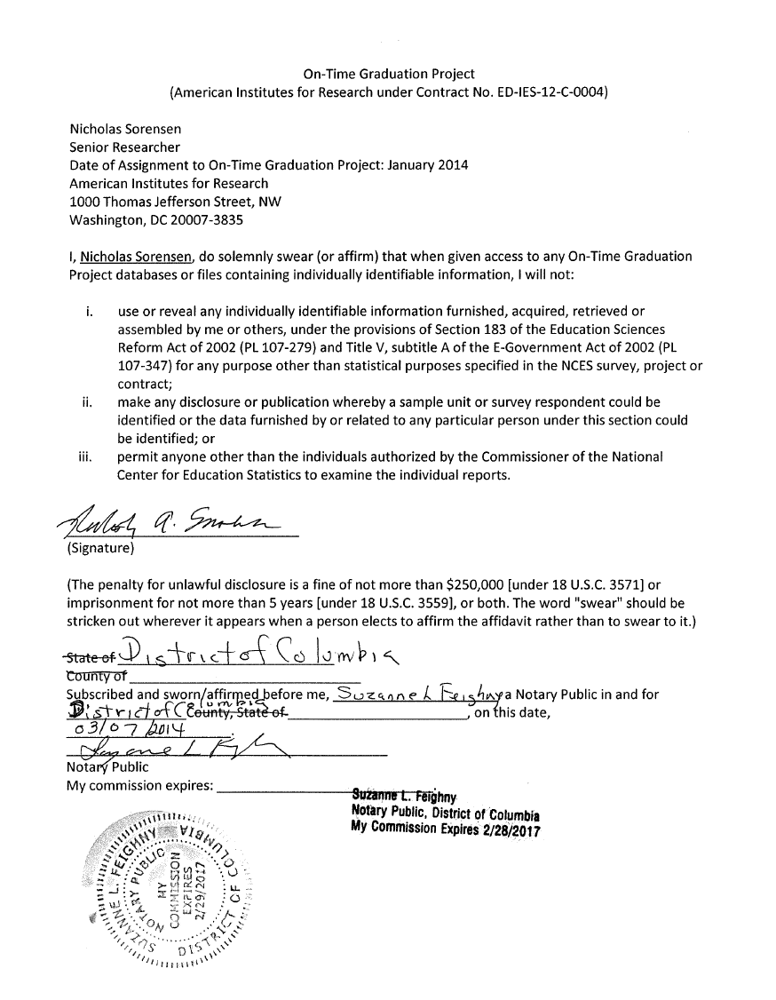 On-Time Graduation Project
(American Institutes for Research under Contract No. ED-IES-12-C-0004)
Nicholas Sorensen
Senior Researcher
Date of Assignment to On-Time Graduation Project: January 2014
American Institutes for Research
1000 Thomas Jefferson Street, NW
Washington, DC 20007-3835
I, Nicholas Sorensen, do solemnly swear (or affirm) that when given access to any On-Time Graduation
Project databases or files containing individually identifiable information, I will not:
i. use or reveal any individually identifiable information furnished, acquired, retrieved or
assembled by me or others, under the provisions of Section 183 of the Education Sciences
Reform Act of 2002 (PL 107-279) and Title V, subtitle A of the E-Government Act of 2002 (PL
107-347) for any purpose other than statistical purposes specified in the NCES survey, project or
contract;
ii. make any disclosure or publication whereby a sample unit or survey respondent could be
identified or the data furnished by or related to any particular person under this section could
be identified; or
iii. permit anyone other than the individuals authorized by the Commissioner of the National
Center for Education Statistics to examine the individual reports.
(Signature)
(The penalty for unlawful disclosure is a fine of not more than $250,000 [under 18 U.S.C. 3571] or
imprisonment for not more than 5 years [under 18 U.S.C. 3559], or both. The word "swear" should be
stricken out wherever it appears when a person elects to affirm the affidavit rather than to swear to it.)
State of District of Columbia
County of
Subscribed and sworn/affirmed before me, Suzanne L Feighny a Notary Public in and for
District of Columbia County, State of , on this date,
03/07/2014.
Notary Public
My commission expires:
Suzanne L. Feighny
Notary Public, District of Columbia
My Commission Expires 2/28/2017
SUZANNE L. FEIGHNY
NOTARY PUBLIC
MY
COMMISSION
EXPIRES
2/29/2017
DISTRICT OF COLUMBIA